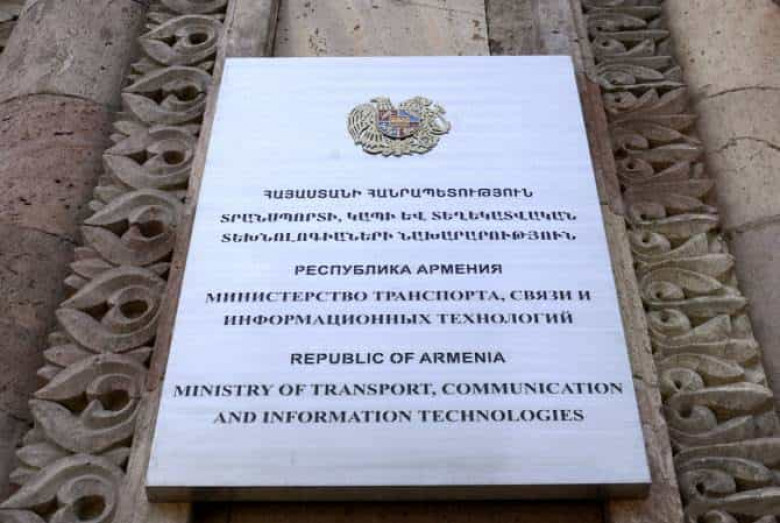 ՀԱՅԱՍՏԱՆԻ ՀԱՆՐԱՊԵՏՈՒԹՅՈՒՆ
ՏՐԱՆՍՊՈՐՏԻ, ԿԱՊԻ ԵՎ ՏԵՂԵԿԱՏՎԱԿԱՆ
ՏԵԽՆՈԼՈԳԻԱՆԵՐԻ ՆԱԽԱՐԱՐՈՒԹՅՈՒՆ
РЕСПУБЛИКА АРМЕНИЯ
МИНИСТЕРСТВО ТРАНСПОРТА, СВЯЗИ И
ИНФОРМАЦИОННЫХ ТЕХНОЛОГИЙ
REPUBLIC OF ARMENIA
MINISTRY OF TRANSPORT, COMMUNICATION
AND INFORMATION TECHNOLOGIES